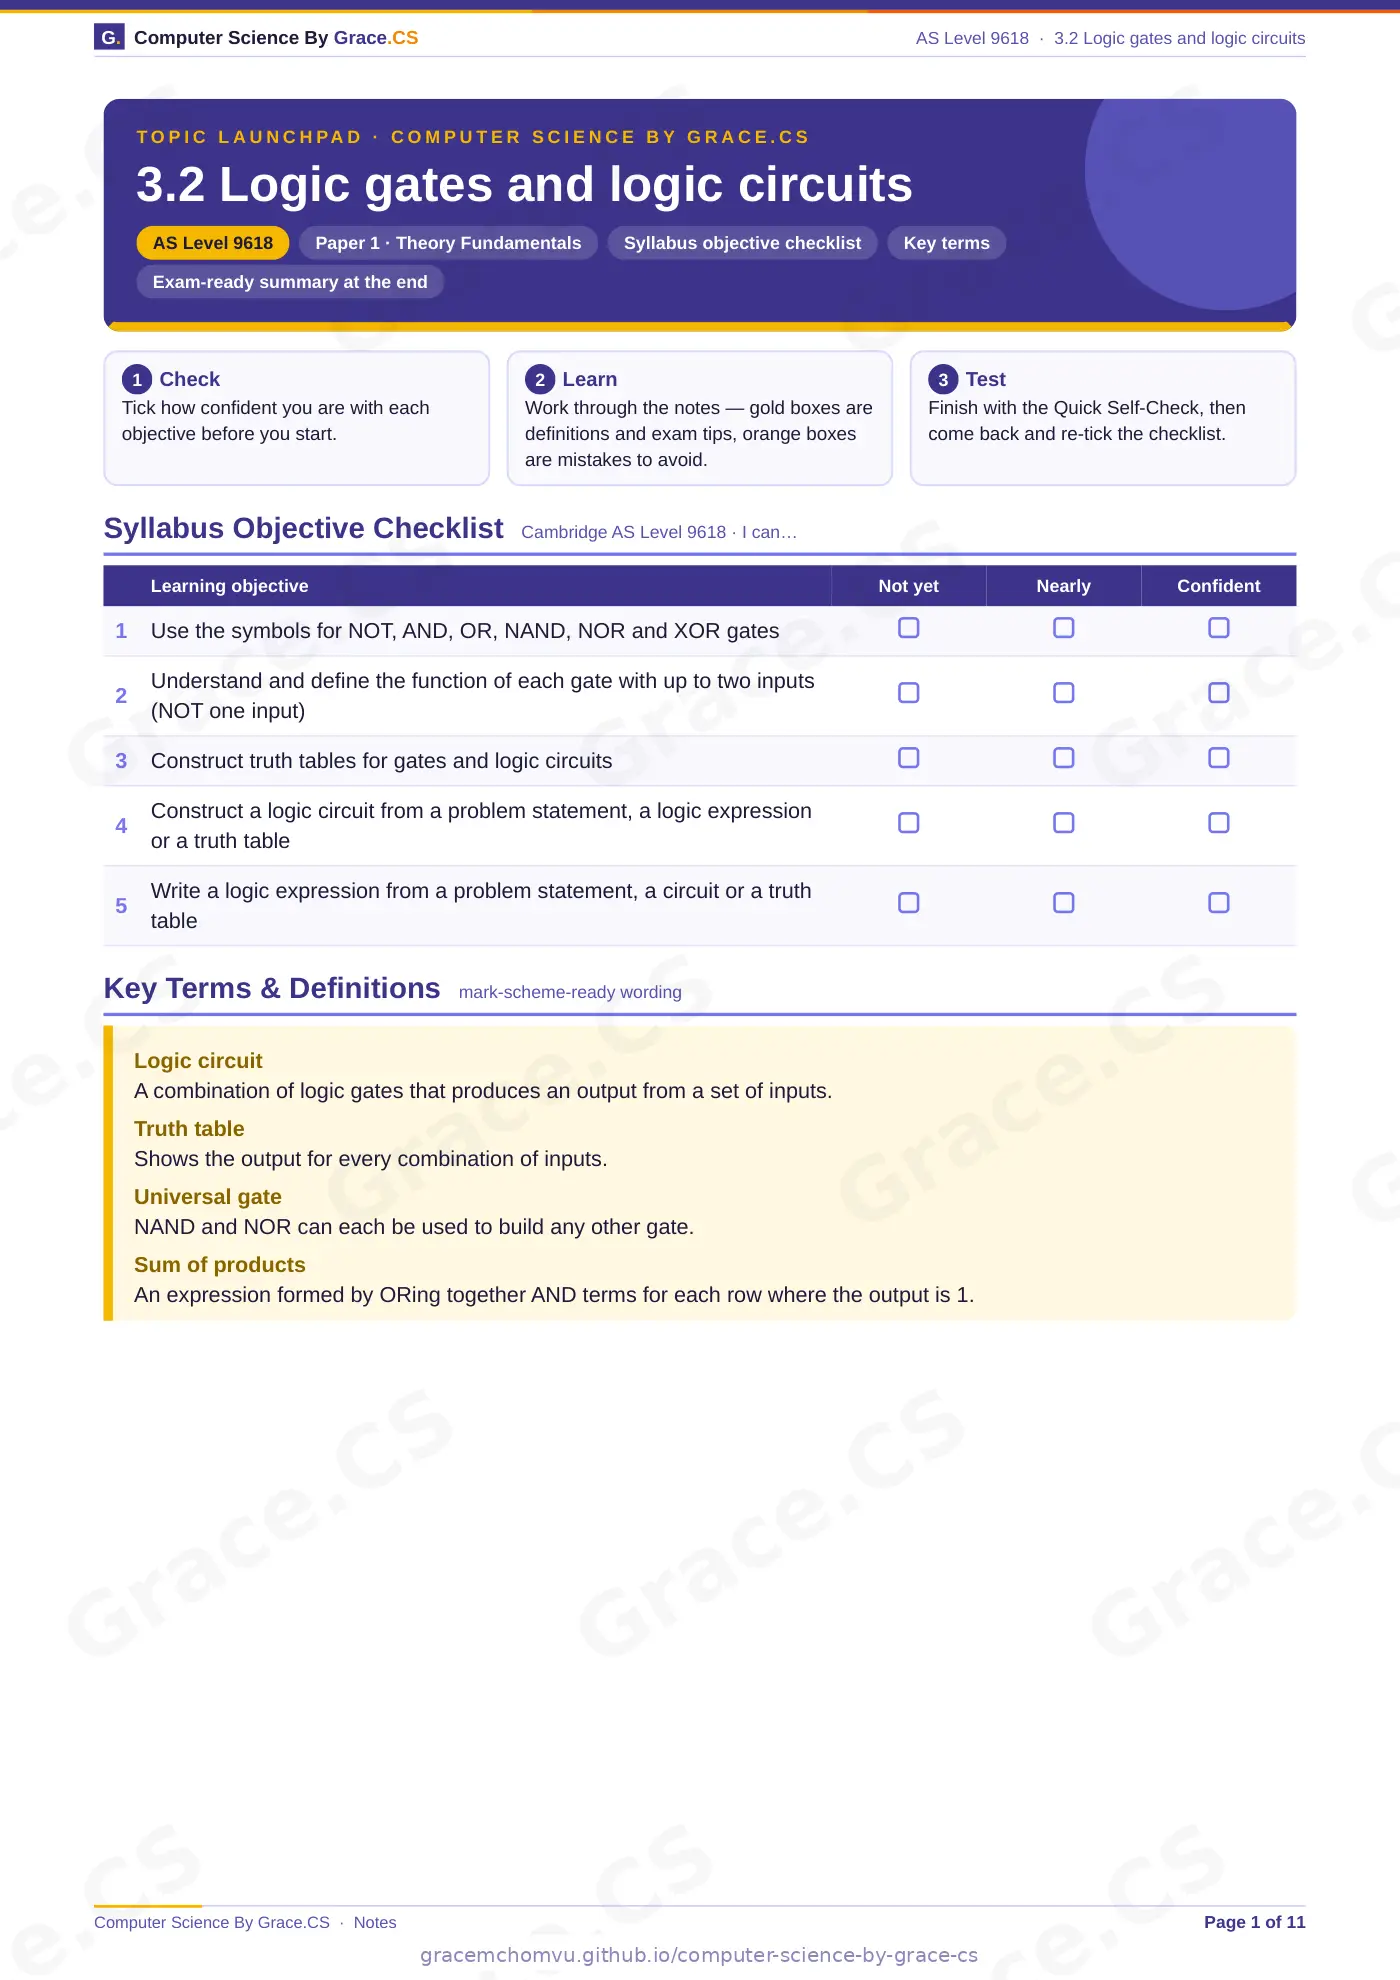 G. Computer Science By Grace.CS
AS Level 9618 · 3.2 Logic gates and logic circuits
TOPIC LAUNCHPAD · COMPUTER SCIENCE BY GRACE.CS
3.2 Logic gates and logic circuits
AS Level 9618
Paper 1 · Theory Fundamentals
Syllabus objective checklist
Key terms
Exam-ready summary at the end
1 Check
Tick how confident you are with each
objective before you start.
2 Learn
Work through the notes — gold boxes are
definitions and exam tips, orange boxes
are mistakes to avoid.
3 Test
Finish with the Quick Self-Check, then
come back and re-tick the checklist.
Syllabus Objective Checklist Cambridge AS Level 9618 · I can…
Learning objective Not yet Nearly Confident
1 Use the symbols for NOT, AND, OR, NAND, NOR and XOR gates
2 Understand and define the function of each gate with up to two inputs
(NOT one input)
3 Construct truth tables for gates and logic circuits
4 Construct a logic circuit from a problem statement, a logic expression
or a truth table
5 Write a logic expression from a problem statement, a circuit or a truth
table
Key Terms & Definitions mark-scheme-ready wording
Logic circuit
A combination of logic gates that produces an output from a set of inputs.
Truth table
Shows the output for every combination of inputs.
Universal gate
NAND and NOR can each be used to build any other gate.
Sum of products
An expression formed by ORing together AND terms for each row where the output is 1.
Computer Science By Grace.CS · Notes
Page 1 of 11
gracemchomvu.github.io/computer-science-by-grace-cs